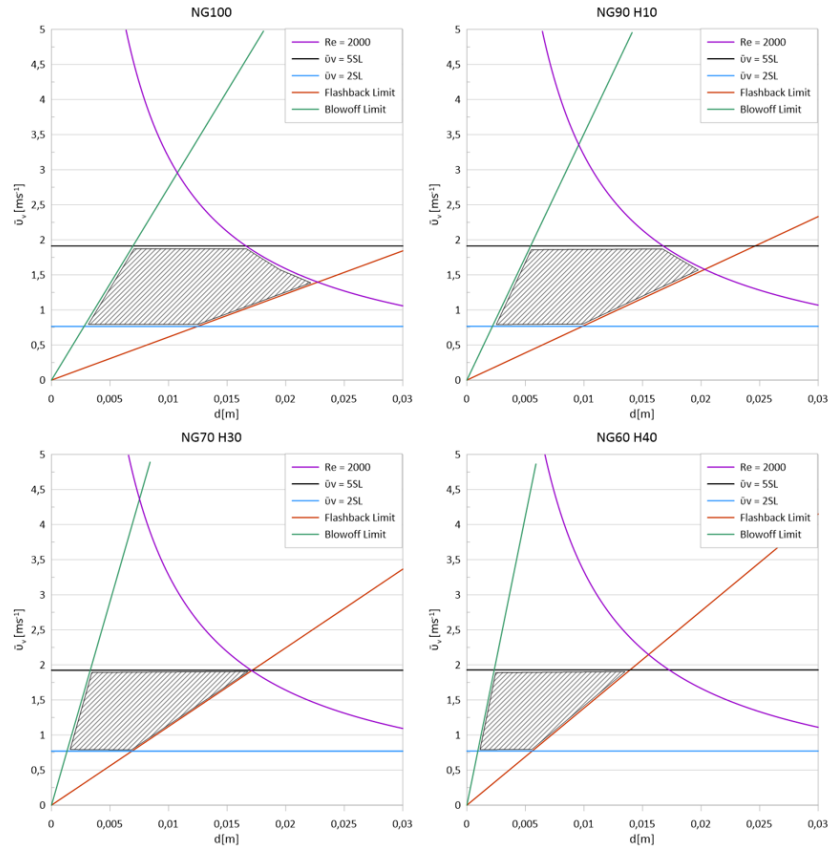 NG100
5
4,5
4
3,5
3
2,5
2
1,5
1
0,5
0
ū_v [ms⁻¹]
0
0,005
0,01
0,015
0,02
0,025
0,03
d[m]
Re = 2000
ūv = 5SL
ūv = 2SL
Flashback Limit
Blowoff Limit
NG90 H10
5
4,5
4
3,5
3
2,5
2
1,5
1
0,5
0
ū_v [ms⁻¹]
0
0,005
0,01
0,015
0,02
0,025
0,03
d[m]
Re = 2000
ūv = 5SL
ūv = 2SL
Flashback Limit
Blowoff Limit
NG70 H30
5
4,5
4
3,5
3
2,5
2
1,5
1
0,5
0
ū_v [ms⁻¹]
0
0,005
0,01
0,015
0,02
0,025
0,03
d[m]
Re = 2000
ūv = 5SL
ūv = 2SL
Flashback Limit
Blowoff Limit
NG60 H40
5
4,5
4
3,5
3
2,5
2
1,5
1
0,5
0
ū_v [ms⁻¹]
0
0,005
0,01
0,015
0,02
0,025
0,03
d[m]
Re = 2000
ūv = 5SL
ūv = 2SL
Flashback Limit
Blowoff Limit